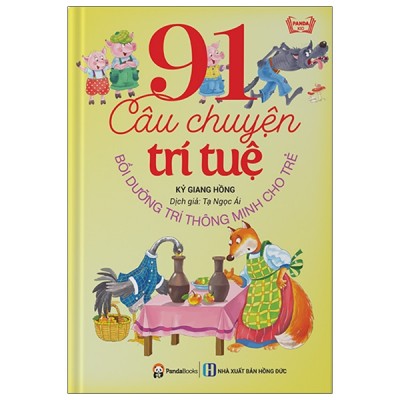 PANDA
91
Câu chuyện
trí tuệ
BỒI DƯỠNG TRÍ THÔNG MINH CHO TRẺ
KỶ GIANG HỒNG
Dịch giả: Tạ Ngọc Ái
PandaBooks
NHÀ XUẤT BẢN HỒNG ĐỨC